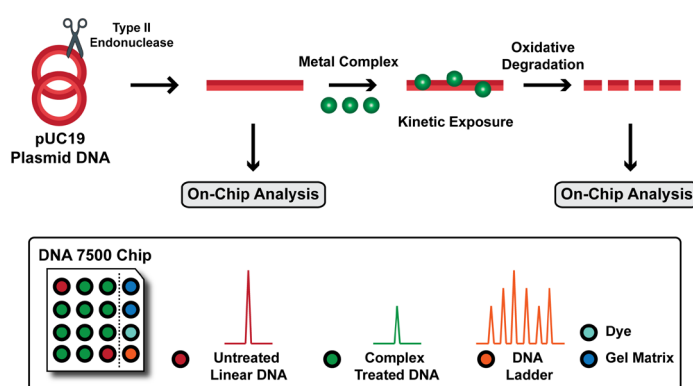 Type II
Endonuclease
pUC19
Plasmid DNA
Metal Complex
Kinetic Exposure
Oxidative
Degradation
On-Chip Analysis
On-Chip Analysis
DNA 7500 Chip
Untreated
Linear DNA
Complex
Treated DNA
DNA
Ladder
Dye
Gel Matrix